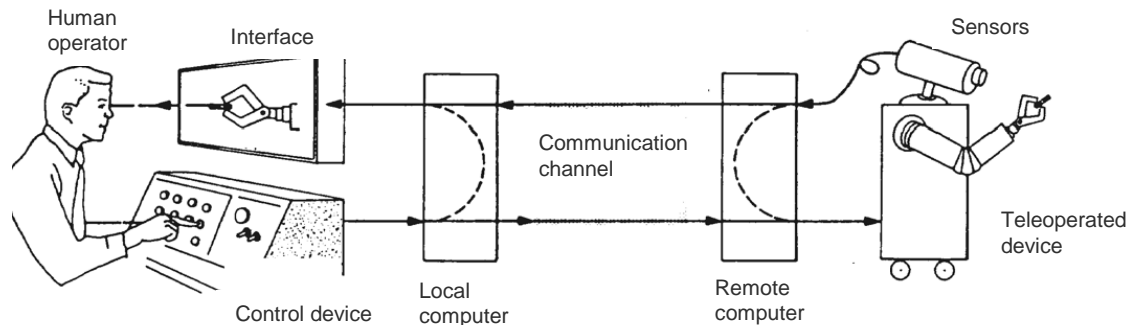 Human
operator
Interface
Sensors
Communication
channel
Teleoperated
device
Control device
Local
computer
Remote
computer